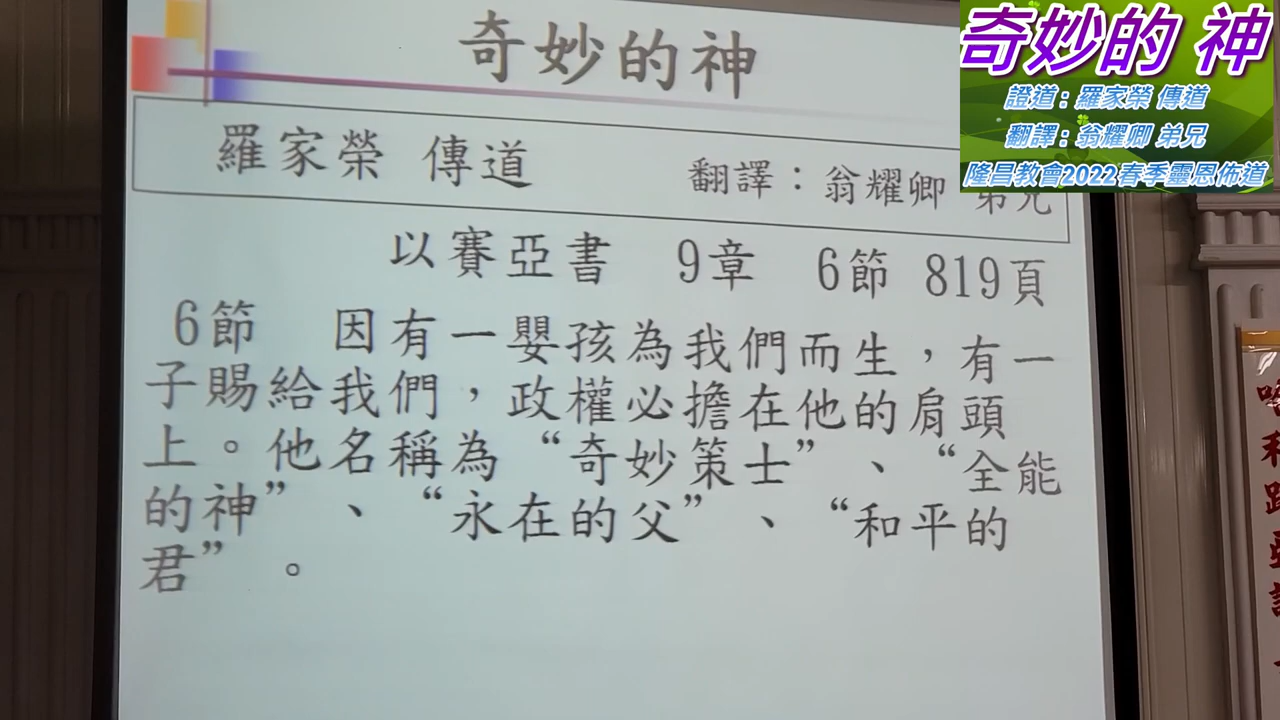 奇妙的神
羅家榮 傳道 翻譯：翁耀卿 弟兄
以賽亞書 9章 6節 819頁
6節 因有一嬰孩為我們而生，有一
子賜給我們，政權必擔在他的肩頭
上。他名稱為“奇妙策士”、“全能
的神”、“永在的父”、“和平的
君”。
奇妙的 神
證道：羅家榮 傳道
翻譯：翁耀卿 弟兄
隆昌教會2022春季靈恩佈道